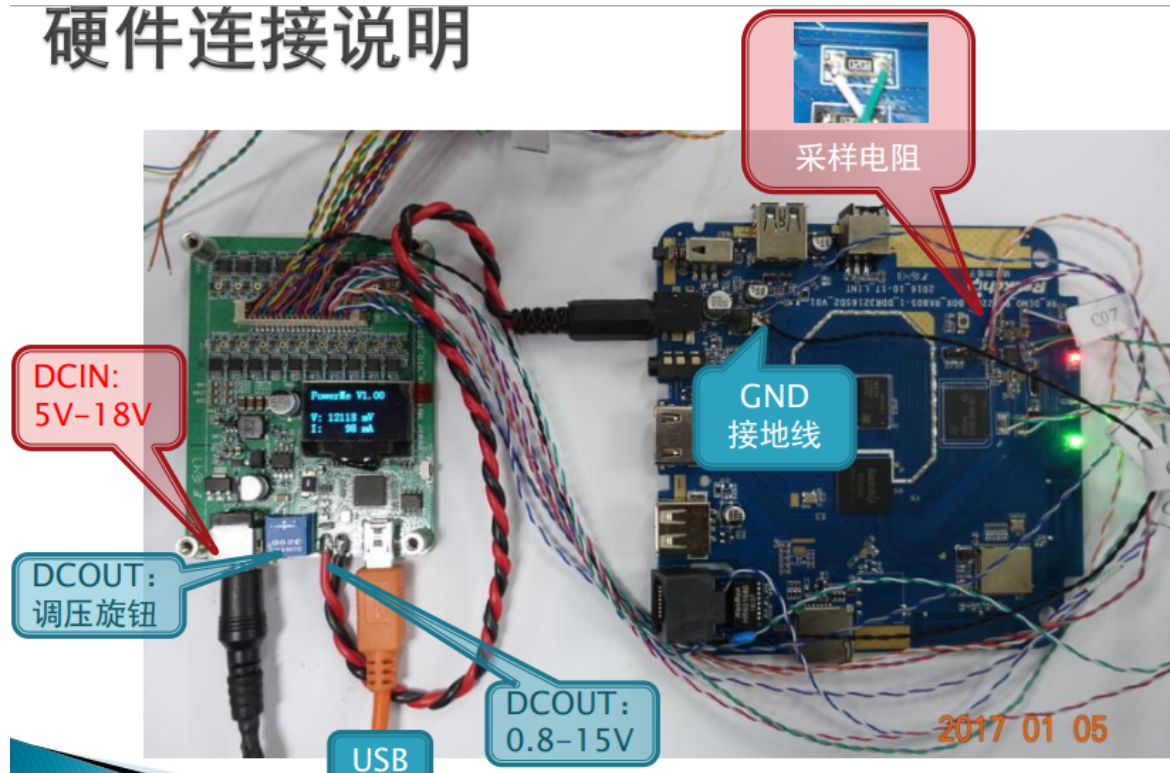 硬件连接说明
采样电阻
C07
DCIN:
5V-18V
PowerMe V1.00
V: 12118 mV
I: 98 mA
GND
接地线
DCOUT:
调压旋钮
DCOUT:
0.8-15V
USB
2017 01 05